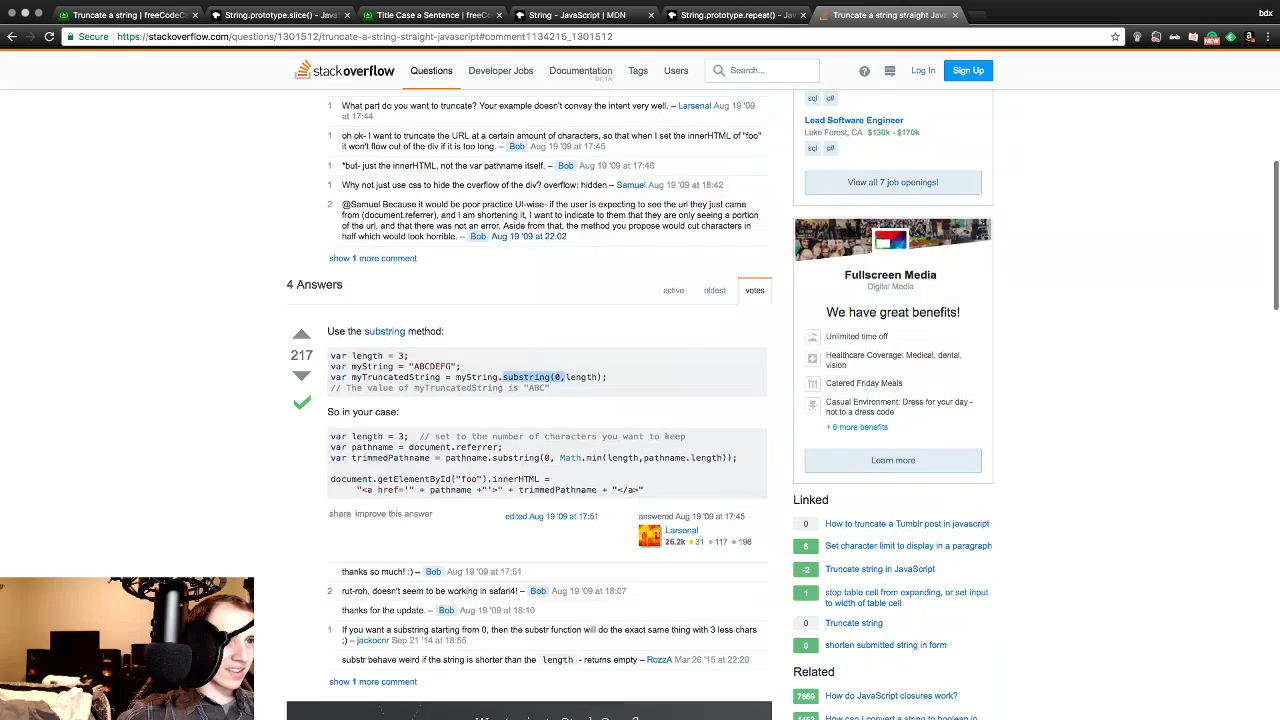 Truncate a string | freeCodeC
String.prototype.slice() - Java
Title Case a Sentence | freeC
String - JavaScript | MDN
String.prototype.repeat() - Jav
Truncate a string straight Jav
bdx
Secure
https://stackoverflow.com/questions/1301512/truncate-a-string-straight-javascript#comment1134215_1301512
NEW
stackoverflow
Questions
Developer Jobs
Documentation
BETA
Tags
Users
Search...
Log In
Sign Up
1 What part do you want to truncate? Your example doesn't convey the intent very well. – Larsenal Aug 19 '09
at 17:44
1 oh ok- I want to truncate the URL at a certain amount of characters, so that when I set the innerHTML of "foo"
it won't flow out of the div if it is too long. – Bob Aug 19 '09 at 17:45
1 *but- just the innerHTML, not the var pathname itself. – Bob Aug 19 '09 at 17:46
1 Why not just use css to hide the overflow of the div? overflow: hidden – Samuel Aug 19 '09 at 18:42
2 @Samuel Because it would be poor practice UI-wise- if the user is expecting to see the url they just came
from (document.referrer), and I am shortening it, I want to indicate to them that they are only seeing a portion
of the url, and that there was not an error. Aside from that, the method you propose would cut characters in
half which would look horrible. – Bob Aug 19 '09 at 22:02
show 1 more comment
4 Answers
active
oldest
votes
217
Use the substring method:
var length = 3;
var myString = "ABCDEFG";
var myTruncatedString = myString.substring(0,length);
// The value of myTruncatedString is "ABC"
So in your case:
var length = 3;  // set to the number of characters you want to keep
var pathname = document.referrer;
var trimmedPathname = pathname.substring(0, Math.min(length,pathname.length));
document.getElementById("foo").innerHTML =
"<a href='" + pathname +"'>" + trimmedPathname + "</a>"
share improve this answer
edited Aug 19 '09 at 17:51
answered Aug 19 '09 at 17:45
Larsenal
26.2k 31 117 198
thanks so much! :) – Bob Aug 19 '09 at 17:51
2 rut-roh, doesn't seem to be working in safari4! – Bob Aug 19 '09 at 18:07
thanks for the update. – Bob Aug 19 '09 at 18:10
1 If you want a substring starting from 0, then the substr function will do the exact same thing with 3 less chars
;) – jackocnr Sep 21 '14 at 18:55
substr behave weird if the string is shorter than the length - returns empty – RozzA Mar 26 '15 at 22:20
show 1 more comment
sql c#
Lead Software Engineer
Lake Forest, CA $130k - $170k
sql c#
View all 7 job openings!
Fullscreen Media
Digital Media
We have great benefits!
Unlimited time off
Healthcare Coverage: Medical, dental,
vision
Catered Friday Meals
Casual Environment: Dress for your day -
not to a dress code
+ 6 more benefits
Learn more
Linked
0 How to truncate a Tumblr post in javascript
6 Set character limit to display in a paragraph
-2 Truncate string in JavaScript
1 stop table cell from expanding, or set input
to width of table cell
0 Truncate string
0 shorten submitted string in form
Related
7669 How do JavaScript closures work?
How can I convert a string to boolean in